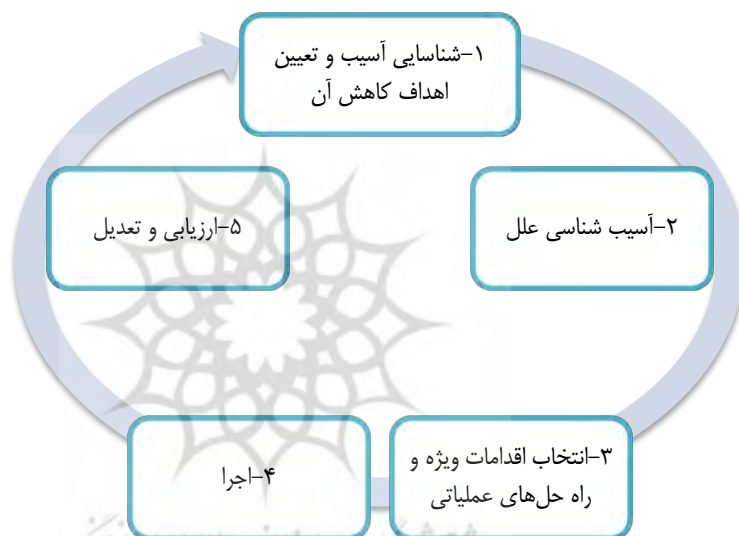 ۱-شناسایی آسیب و تعیین
اهداف کاهش آن
۲-آسیب شناسی علل
۳-انتخاب اقدامات ویژه و
راه حل‌های عملیاتی
۴-اجرا
۵-ارزیابی و تعدیل